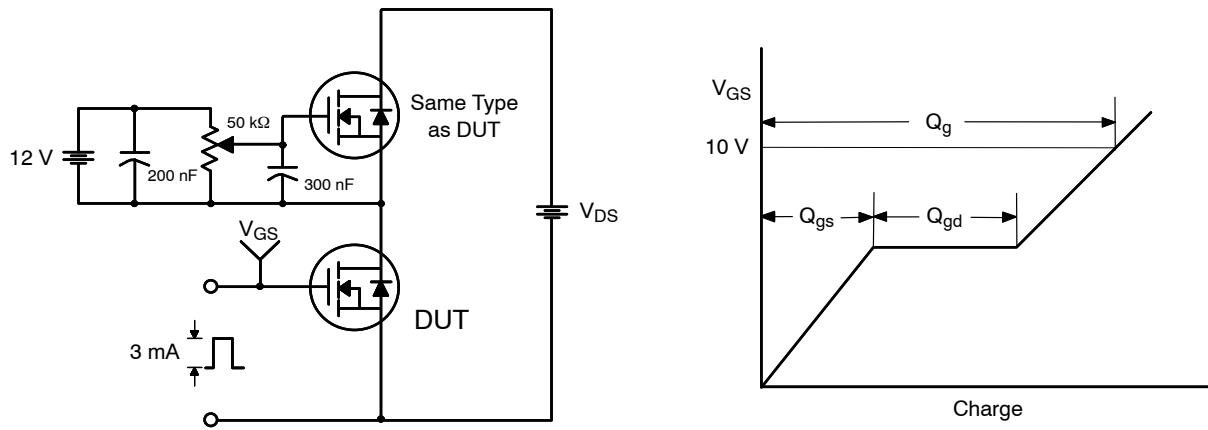 12 V
200 nF
50 kΩ
300 nF
Same Type
as DUT
V_DS
V_GS
DUT
3 mA
V_GS
10 V
Q_g
Q_gs
Q_gd
Charge